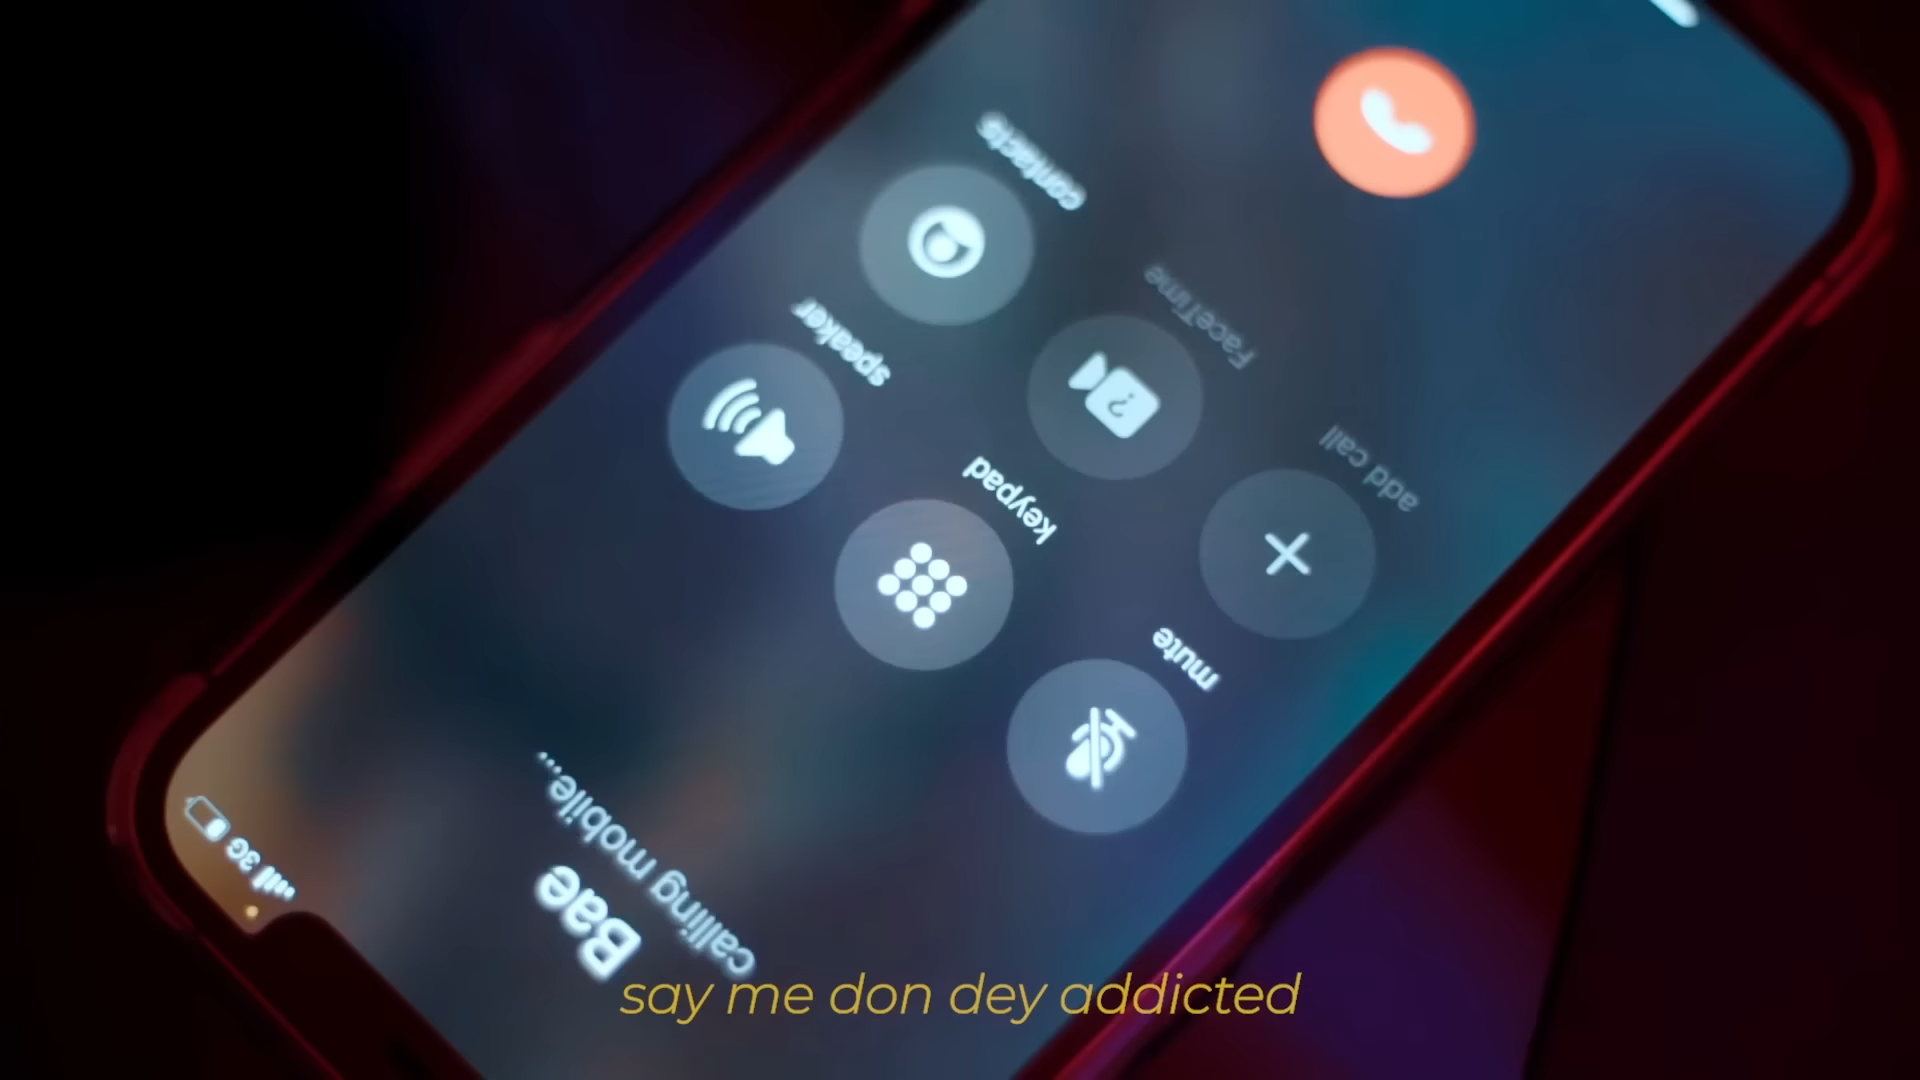 3G
Bae
calling mobile...
mute
keypad
speaker
add call
FaceTime
contacts
say me don dey addicted